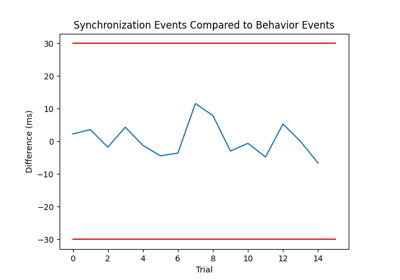 Synchronization Events Compared to Behavior Events
30
20
10
0
−10
−20
−30
Difference (ms)
0 2 4 6 8 10 12 14
Trial